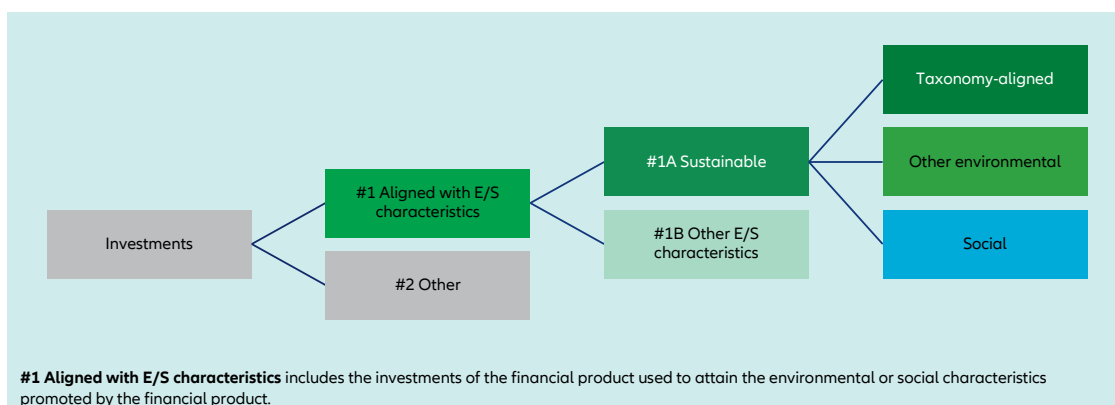 Taxonomy-aligned
#1A Sustainable
Other environmental
#1 Aligned with E/S
characteristics
#1B Other E/S
characteristics
Social
Investments
#2 Other
#1 Aligned with E/S characteristics includes the investments of the financial product used to attain the environmental or social characteristics
promoted by the financial product.